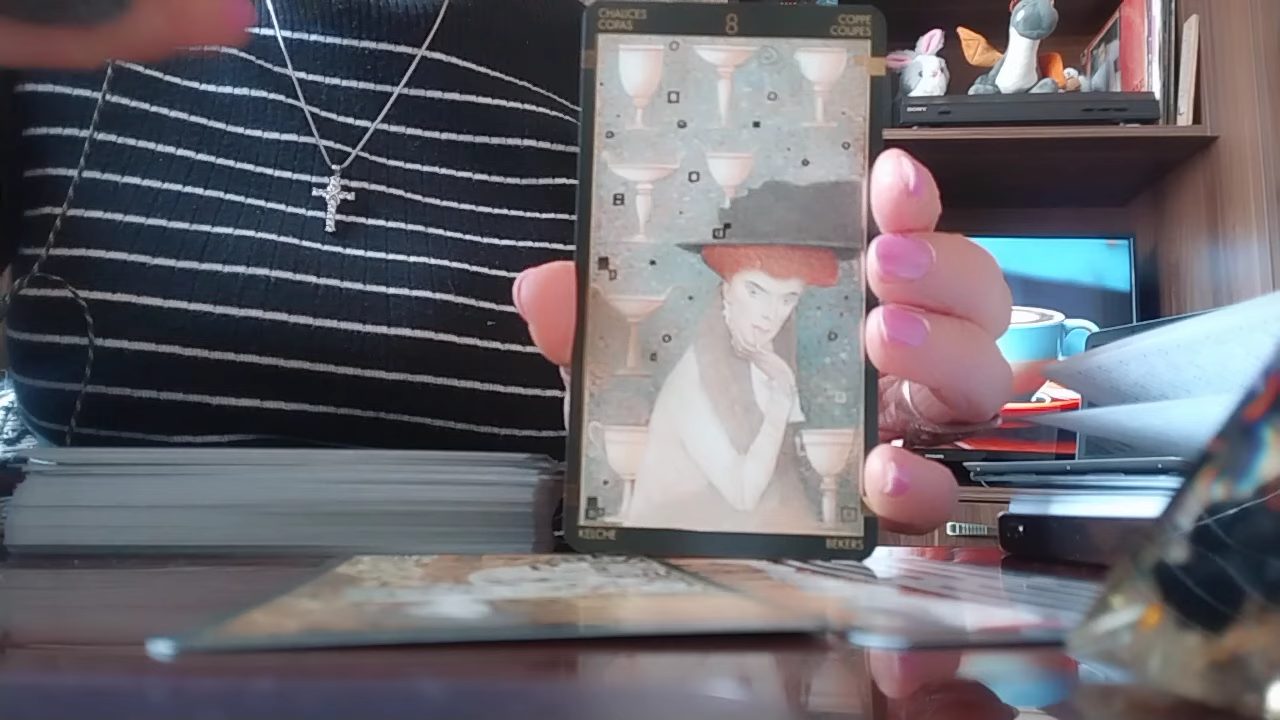 CHALICES
COPAS
8
COPPE
COUPES
SONY
KELCHE
BEKERS